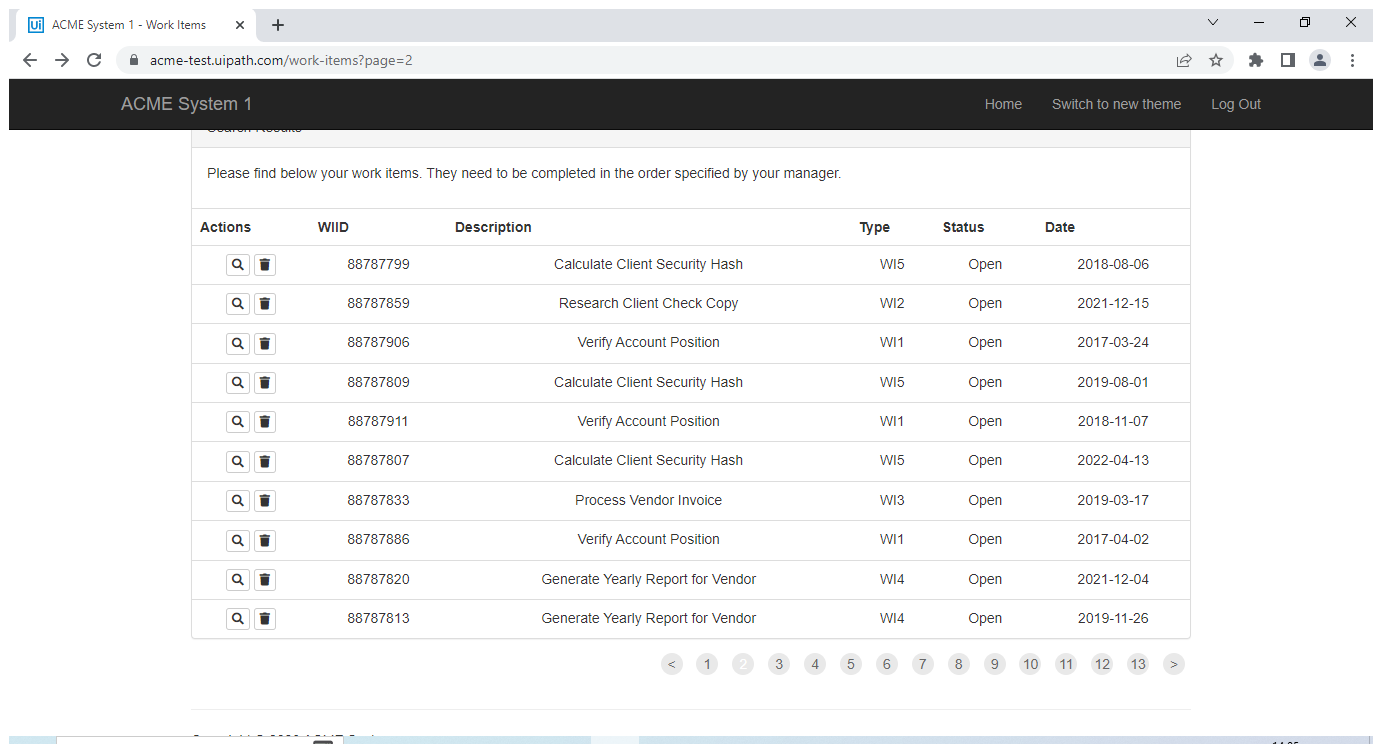 ACME System 1 - Work Items
acme-test.uipath.com/work-items?page=2
ACME System 1 Home Switch to new theme Log Out
Search Results
Please find below your work items. They need to be completed in the order specified by your manager.
Actions WIID Description Type Status Date
88787799 Calculate Client Security Hash WI5 Open 2018-08-06
88787859 Research Client Check Copy WI2 Open 2021-12-15
88787906 Verify Account Position WI1 Open 2017-03-24
88787809 Calculate Client Security Hash WI5 Open 2019-08-01
88787911 Verify Account Position WI1 Open 2018-11-07
88787807 Calculate Client Security Hash WI5 Open 2022-04-13
88787833 Process Vendor Invoice WI3 Open 2019-03-17
88787886 Verify Account Position WI1 Open 2017-04-02
88787820 Generate Yearly Report for Vendor WI4 Open 2021-12-04
88787813 Generate Yearly Report for Vendor WI4 Open 2019-11-26
< 1 2 3 4 5 6 7 8 9 10 11 12 13 >